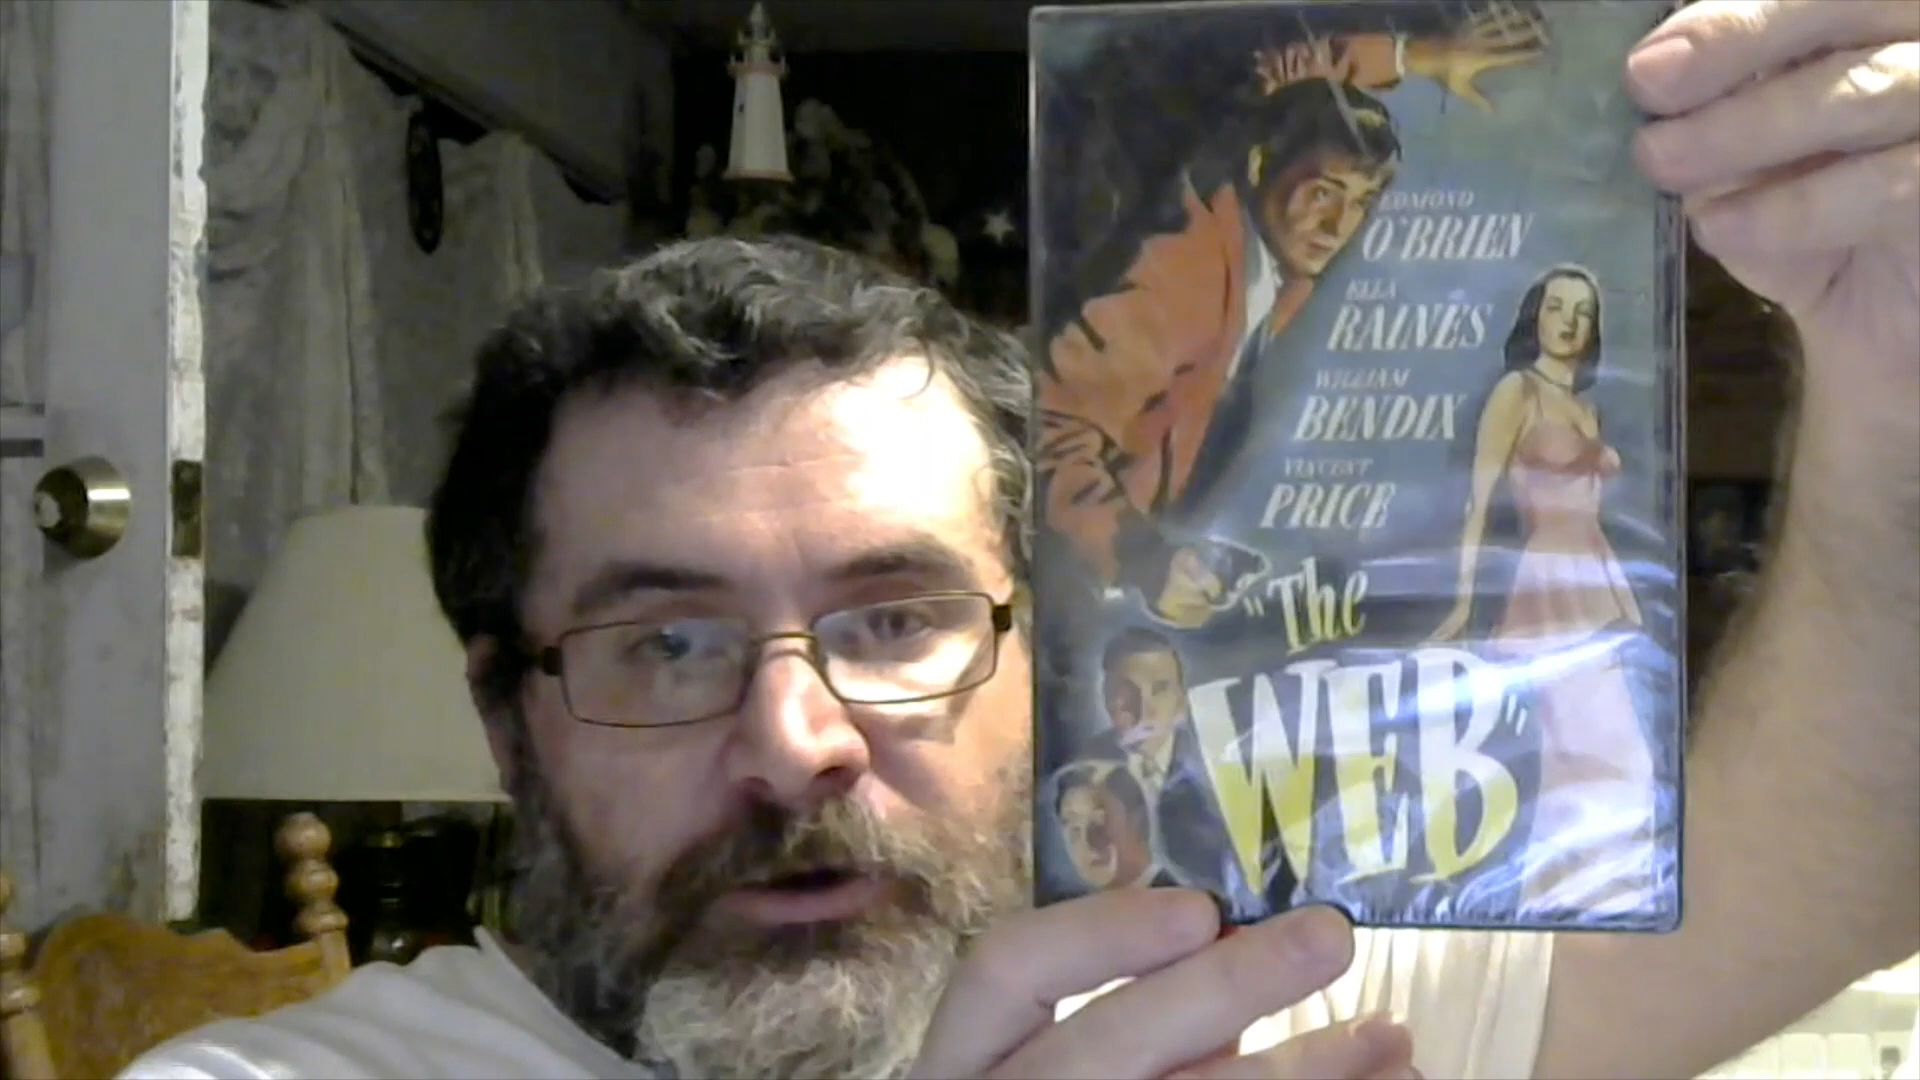 EDMOND
O'BRIEN
ELLA
RAINES
WILLIAM
BENDIX
VINCENT
PRICE
"The
WEB"